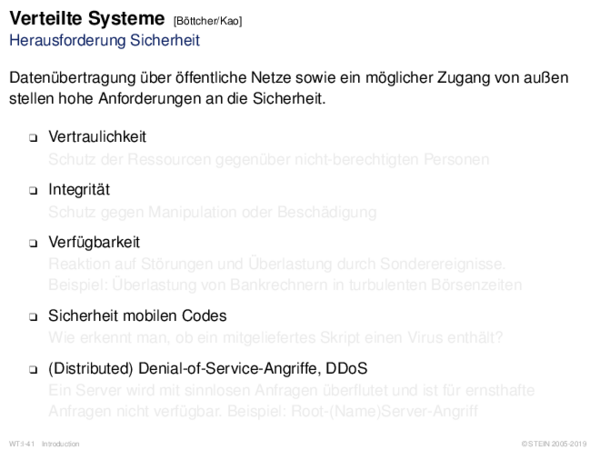 Verteilte Systeme [Böttcher/Kao]
Herausforderung Sicherheit
Datenübertragung über öffentliche Netze sowie ein möglicher Zugang von außen
stellen hohe Anforderungen an die Sicherheit.
❑ Vertraulichkeit
Schutz der Ressourcen gegenüber nicht-berechtigten Personen
❑ Integrität
Schutz gegen Manipulation oder Beschädigung
❑ Verfügbarkeit
Reaktion auf Störungen und Überlastung durch Sonderereignisse.
Beispiel: Überlastung von Bankrechnern in turbulenten Börsenzeiten
❑ Sicherheit mobilen Codes
Wie erkennt man, ob ein mitgeliefertes Skript einen Virus enthält?
❑ (Distributed) Denial-of-Service-Angriffe, DDoS
Ein Server wird mit sinnlosen Anfragen überflutet und ist für ernsthafte
Anfragen nicht verfügbar. Beispiel: Root-(Name)Server-Angriff
WT:I-41 Introduction © STEIN 2005-2019